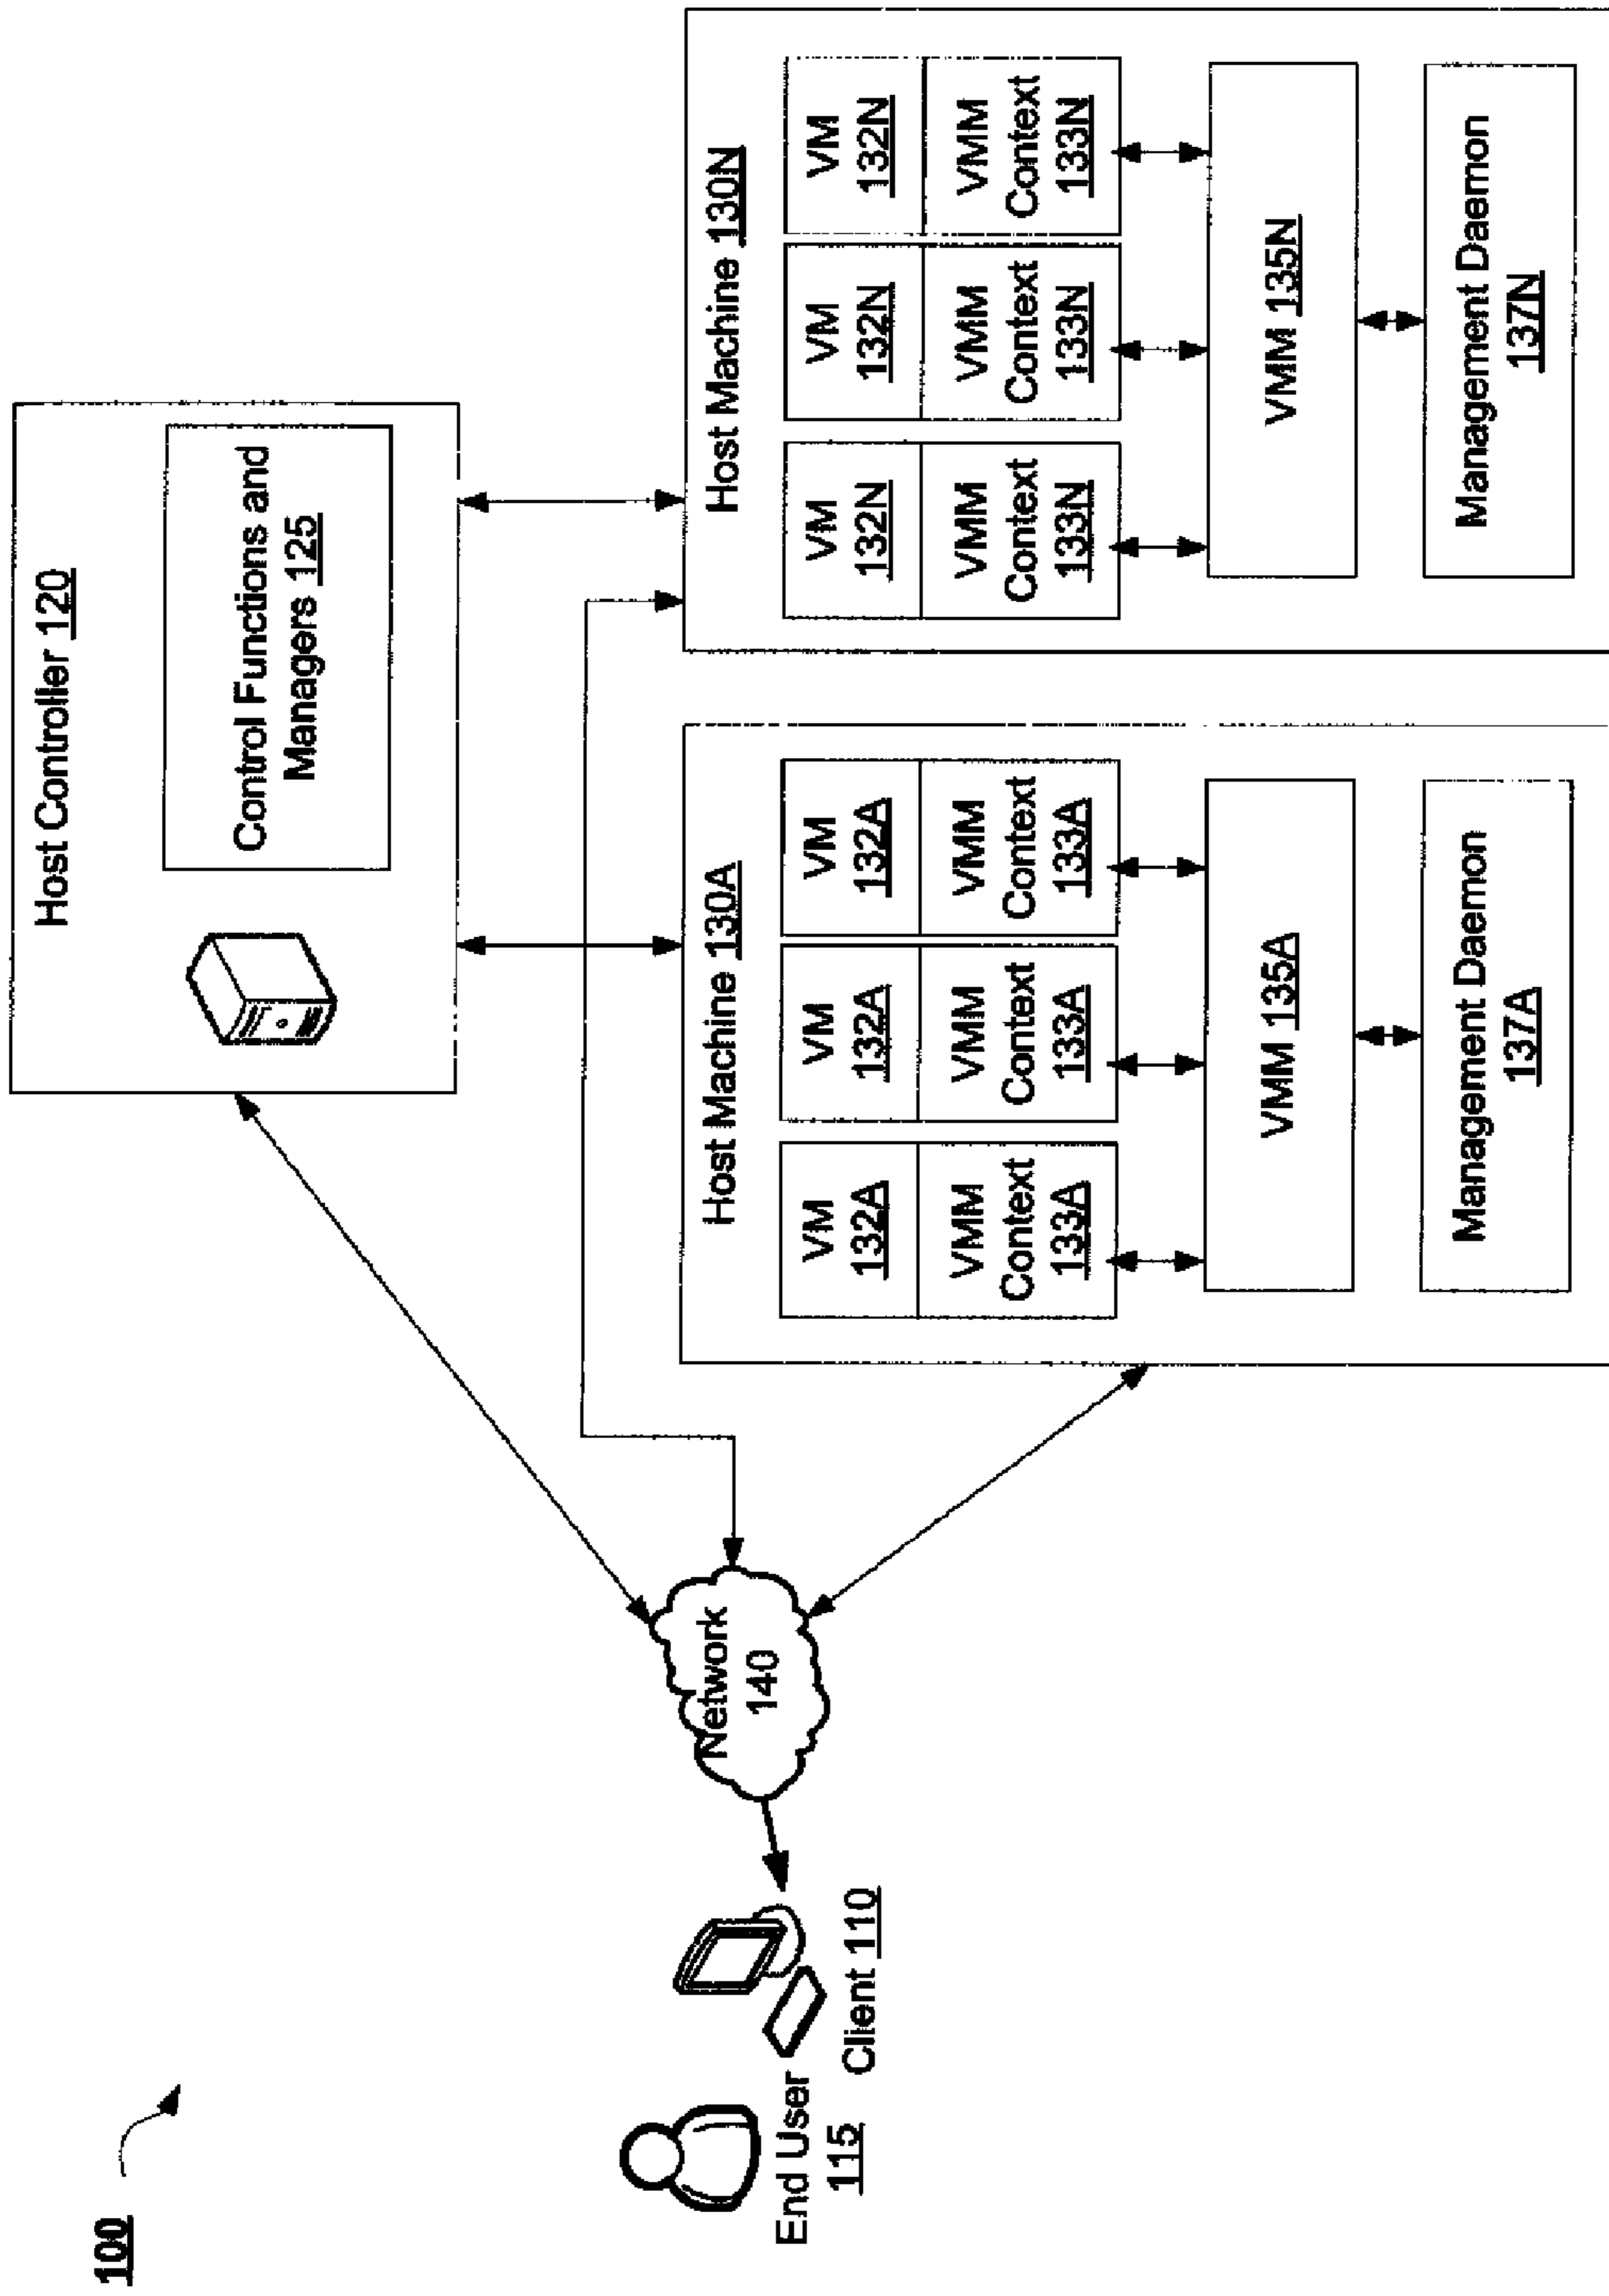 100
Host Controller 120
Control Functions and
Managers 125
End User
115
Client 110
Network
140
Host Machine 130A
VM
132A
VMM
Context
133A
VM
132A
VMM
Context
133A
VM
132A
VMM
Context
133A
VMM 135A
Management Daemon
137A
Host Machine 130N
VM
132N
VMM
Context
133N
VM
132N
VMM
Context
133N
VM
132N
VMM
Context
133N
VMM 135N
Management Daemon
137N